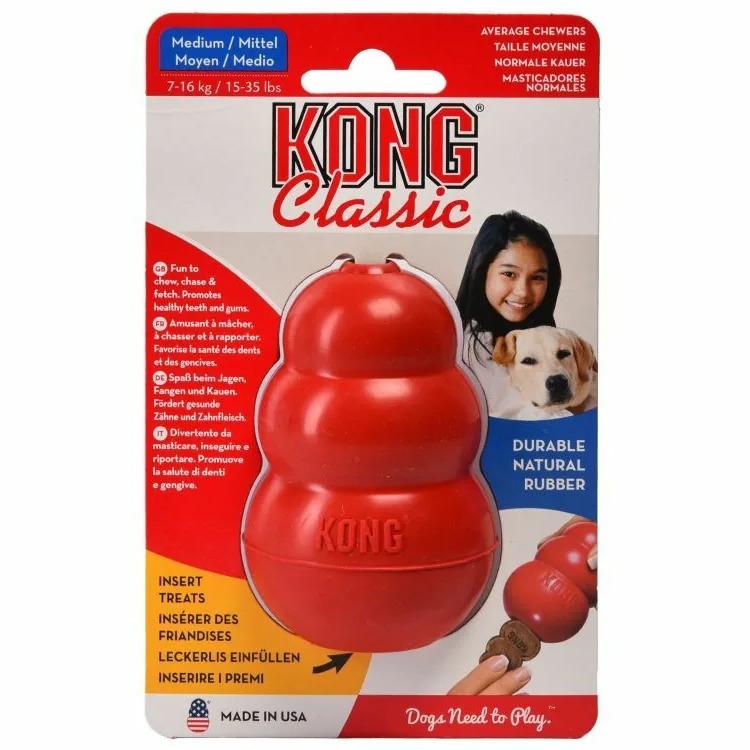 Medium / Mittel
Moyen / Medio
7-16 kg / 15-35 lbs
AVERAGE CHEWERS
TAILLE MOYENNE
NORMALE KAUER
MASTICADORES
NORMALES
KONG®
Classic
GB Fun to
chew, chase &
fetch. Promotes
healthy teeth and gums.
FR Amusant à mâcher,
à chasser et à rapporter.
Favorise la santé des dents
et des gencives.
DE Spaß beim Jagen,
Fangen und Kauen.
Fördert gesunde
Zähne und Zahnfleisch.
IT Divertente da
masticare, inseguire e
riportare. Promuove
la salute di denti
e gengive.
DURABLE
NATURAL
RUBBER
KONG
KONG
KONG
INSERT
TREATS
INSÉRER DES
FRIANDISES
LECKERLIS EINFÜLLEN
INSERIRE I PREMI
MADE IN USA
Dogs Need to Play.™